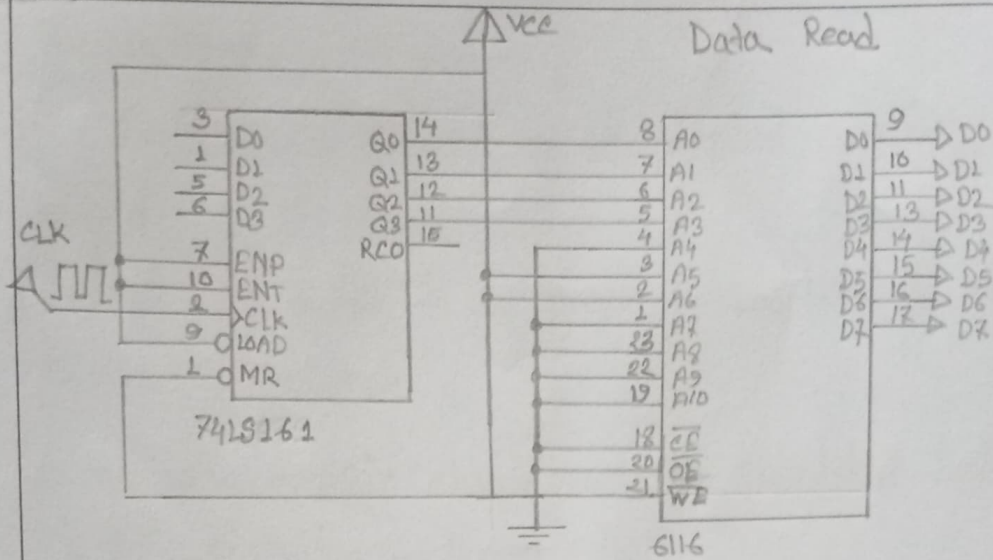 VCC
Data Read
3 D0
1 D1
5 D2
6 D3
CLK
7 ENP
10 ENT
2 CLK
9 LOAD
1 MR
Q0 14
Q1 13
Q2 12
Q3 11
RCO 15
74LS161
8 A0
7 A1
6 A2
5 A3
4 A4
3 A5
2 A6
1 A7
23 A8
22 A9
19 A10
18 CE
20 OE
21 WE
D0 9 D0
D1 10 D1
D2 11 D2
D3 13 D3
D4 14 D4
D5 15 D5
D6 16 D6
D7 17 D7
6116